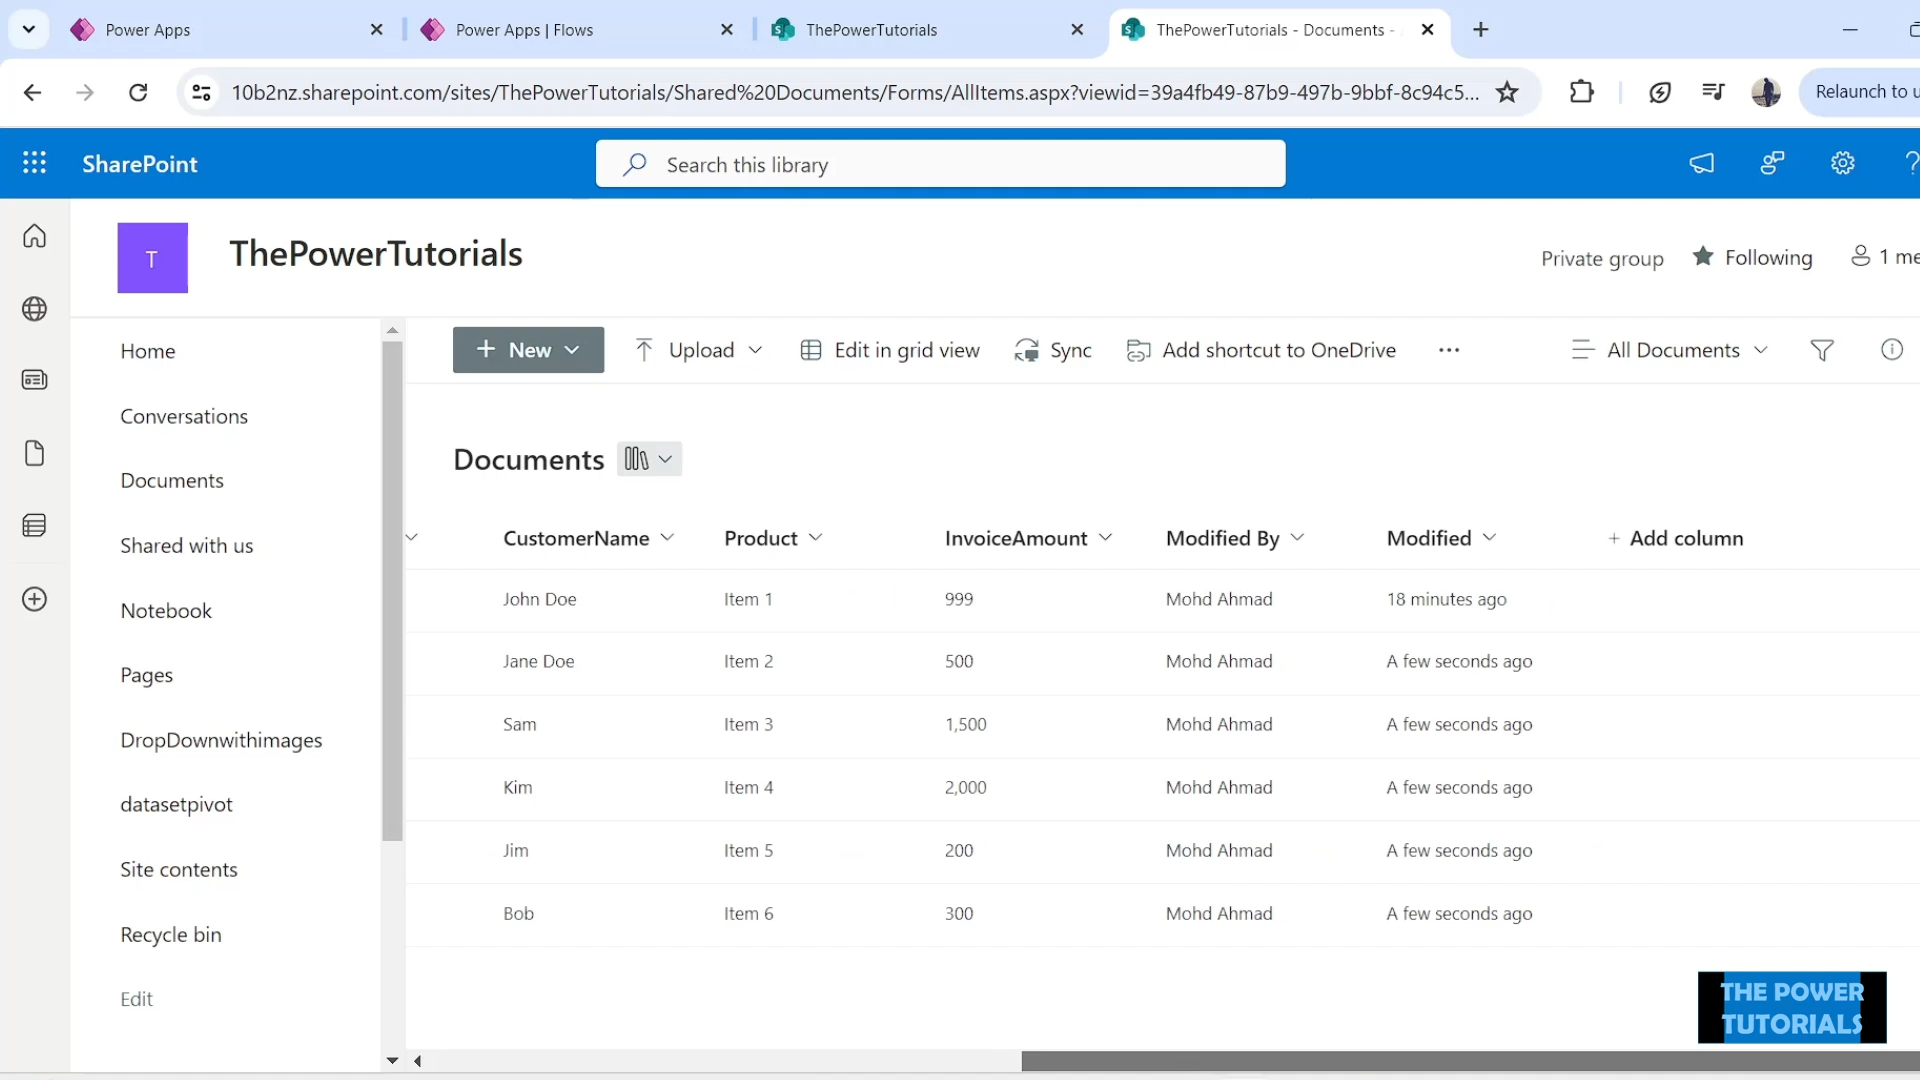 Power Apps
Power Apps | Flows
ThePowerTutorials
ThePowerTutorials - Documents -
10b2nz.sharepoint.com/sites/ThePowerTutorials/Shared%20Documents/Forms/AllItems.aspx?viewid=39a4fb49-87b9-497b-9bbf-8c94c5...
Relaunch to u
SharePoint
Search this library
T
ThePowerTutorials
Private group
Following
1 me
Home
Conversations
Documents
Shared with us
Notebook
Pages
DropDownwithimages
datasetpivot
Site contents
Recycle bin
Edit
New
Upload
Edit in grid view
Sync
Add shortcut to OneDrive
All Documents
Documents
CustomerName Product InvoiceAmount Modified By Modified + Add column
John Doe Item 1 999 Mohd Ahmad 18 minutes ago
Jane Doe Item 2 500 Mohd Ahmad A few seconds ago
Sam Item 3 1,500 Mohd Ahmad A few seconds ago
Kim Item 4 2,000 Mohd Ahmad A few seconds ago
Jim Item 5 200 Mohd Ahmad A few seconds ago
Bob Item 6 300 Mohd Ahmad A few seconds ago
THE POWER
TUTORIALS